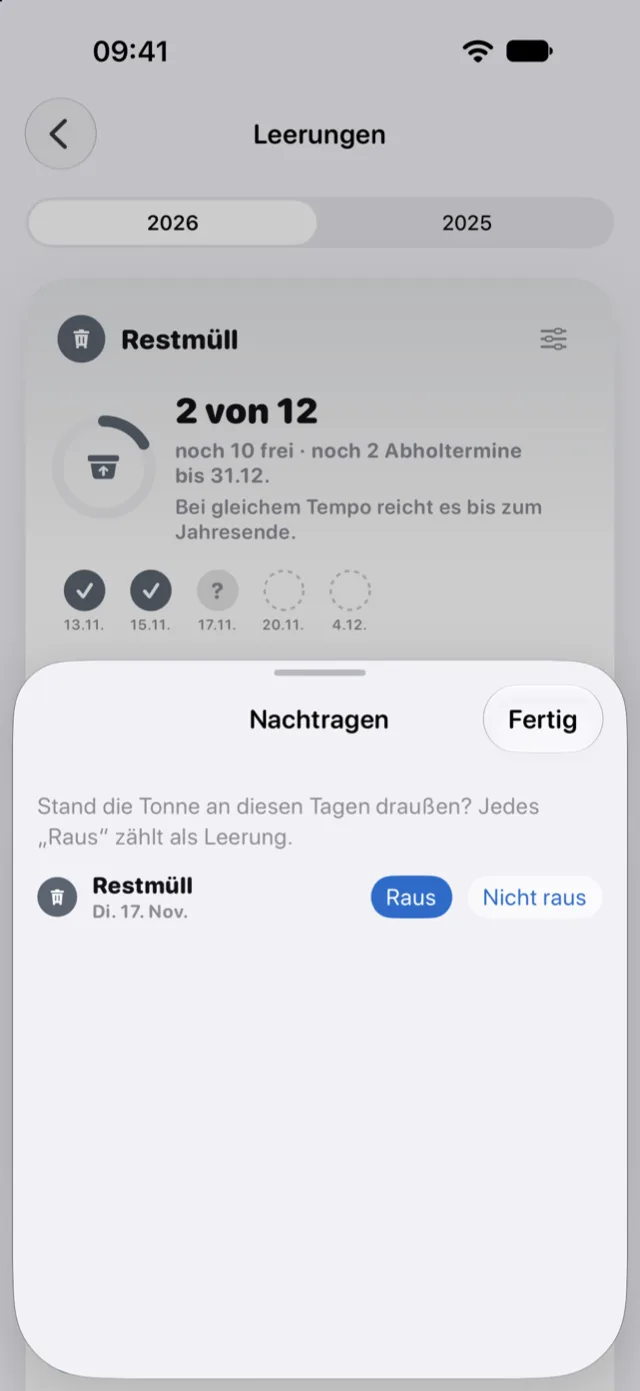 09:41
Leerungen
2026
2025
Restmüll
2 von 12
noch 10 frei · noch 2 Abholtermine
bis 31.12.
Bei gleichem Tempo reicht es bis zum
Jahresende.
?
13.11.
15.11.
17.11.
20.11.
4.12.
Nachtragen
Fertig
Stand die Tonne an diesen Tagen draußen? Jedes
„Raus“ zählt als Leerung.
Restmüll
Di. 17. Nov.
Raus
Nicht raus